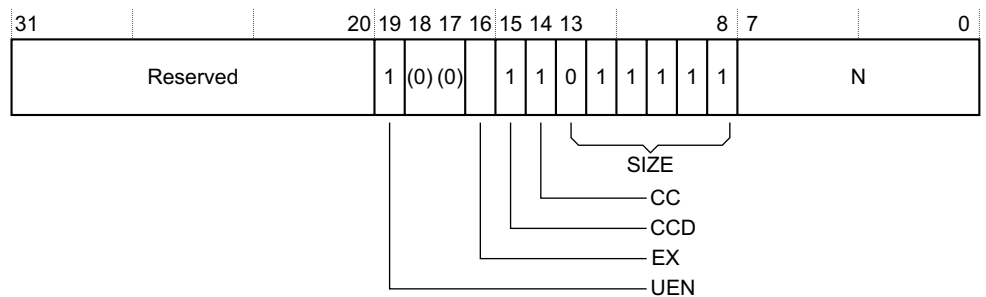 31 20 19 18 17 16 15 14 13 8 7 0
Reserved 1 (0) (0) 1 1 0 1 1 1 1 1 N
SIZE
CC
CCD
EX
UEN